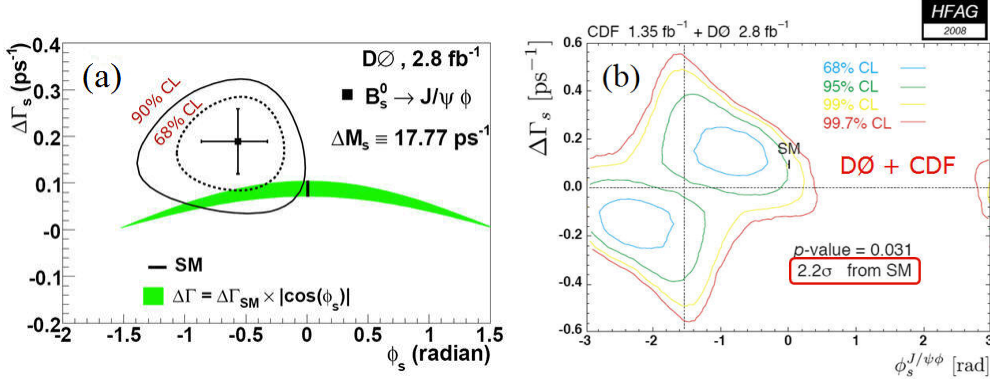 (a)
DØ , 2.8 fb⁻¹
90% CL
68% CL
B⁰ₛ → J/ψ ϕ
ΔMₛ ≡ 17.77 ps⁻¹
SM
ΔΓ = ΔΓSM × |cos(ϕₛ)|
ΔΓₛ (ps⁻¹)
0.4
0.3
0.2
0.1
-0
-0.1
-0.2
-2 -1.5 -1 -0.5 0 0.5 1 1.5
ϕₛ (radian)
HFAG
2008
CDF 1.35 fb⁻¹ + DØ 2.8 fb⁻¹
(b)
68% CL
95% CL
99% CL
99.7% CL
SM
DØ + CDF
p-value = 0.031
2.2σ from SM
ΔΓₛ [ps⁻¹]
0.6
0.4
0.2
0.0
-0.2
-0.4
-0.6
-3 -2 -1 0 1 2 3
ϕₛ^J/ψϕ [rad]